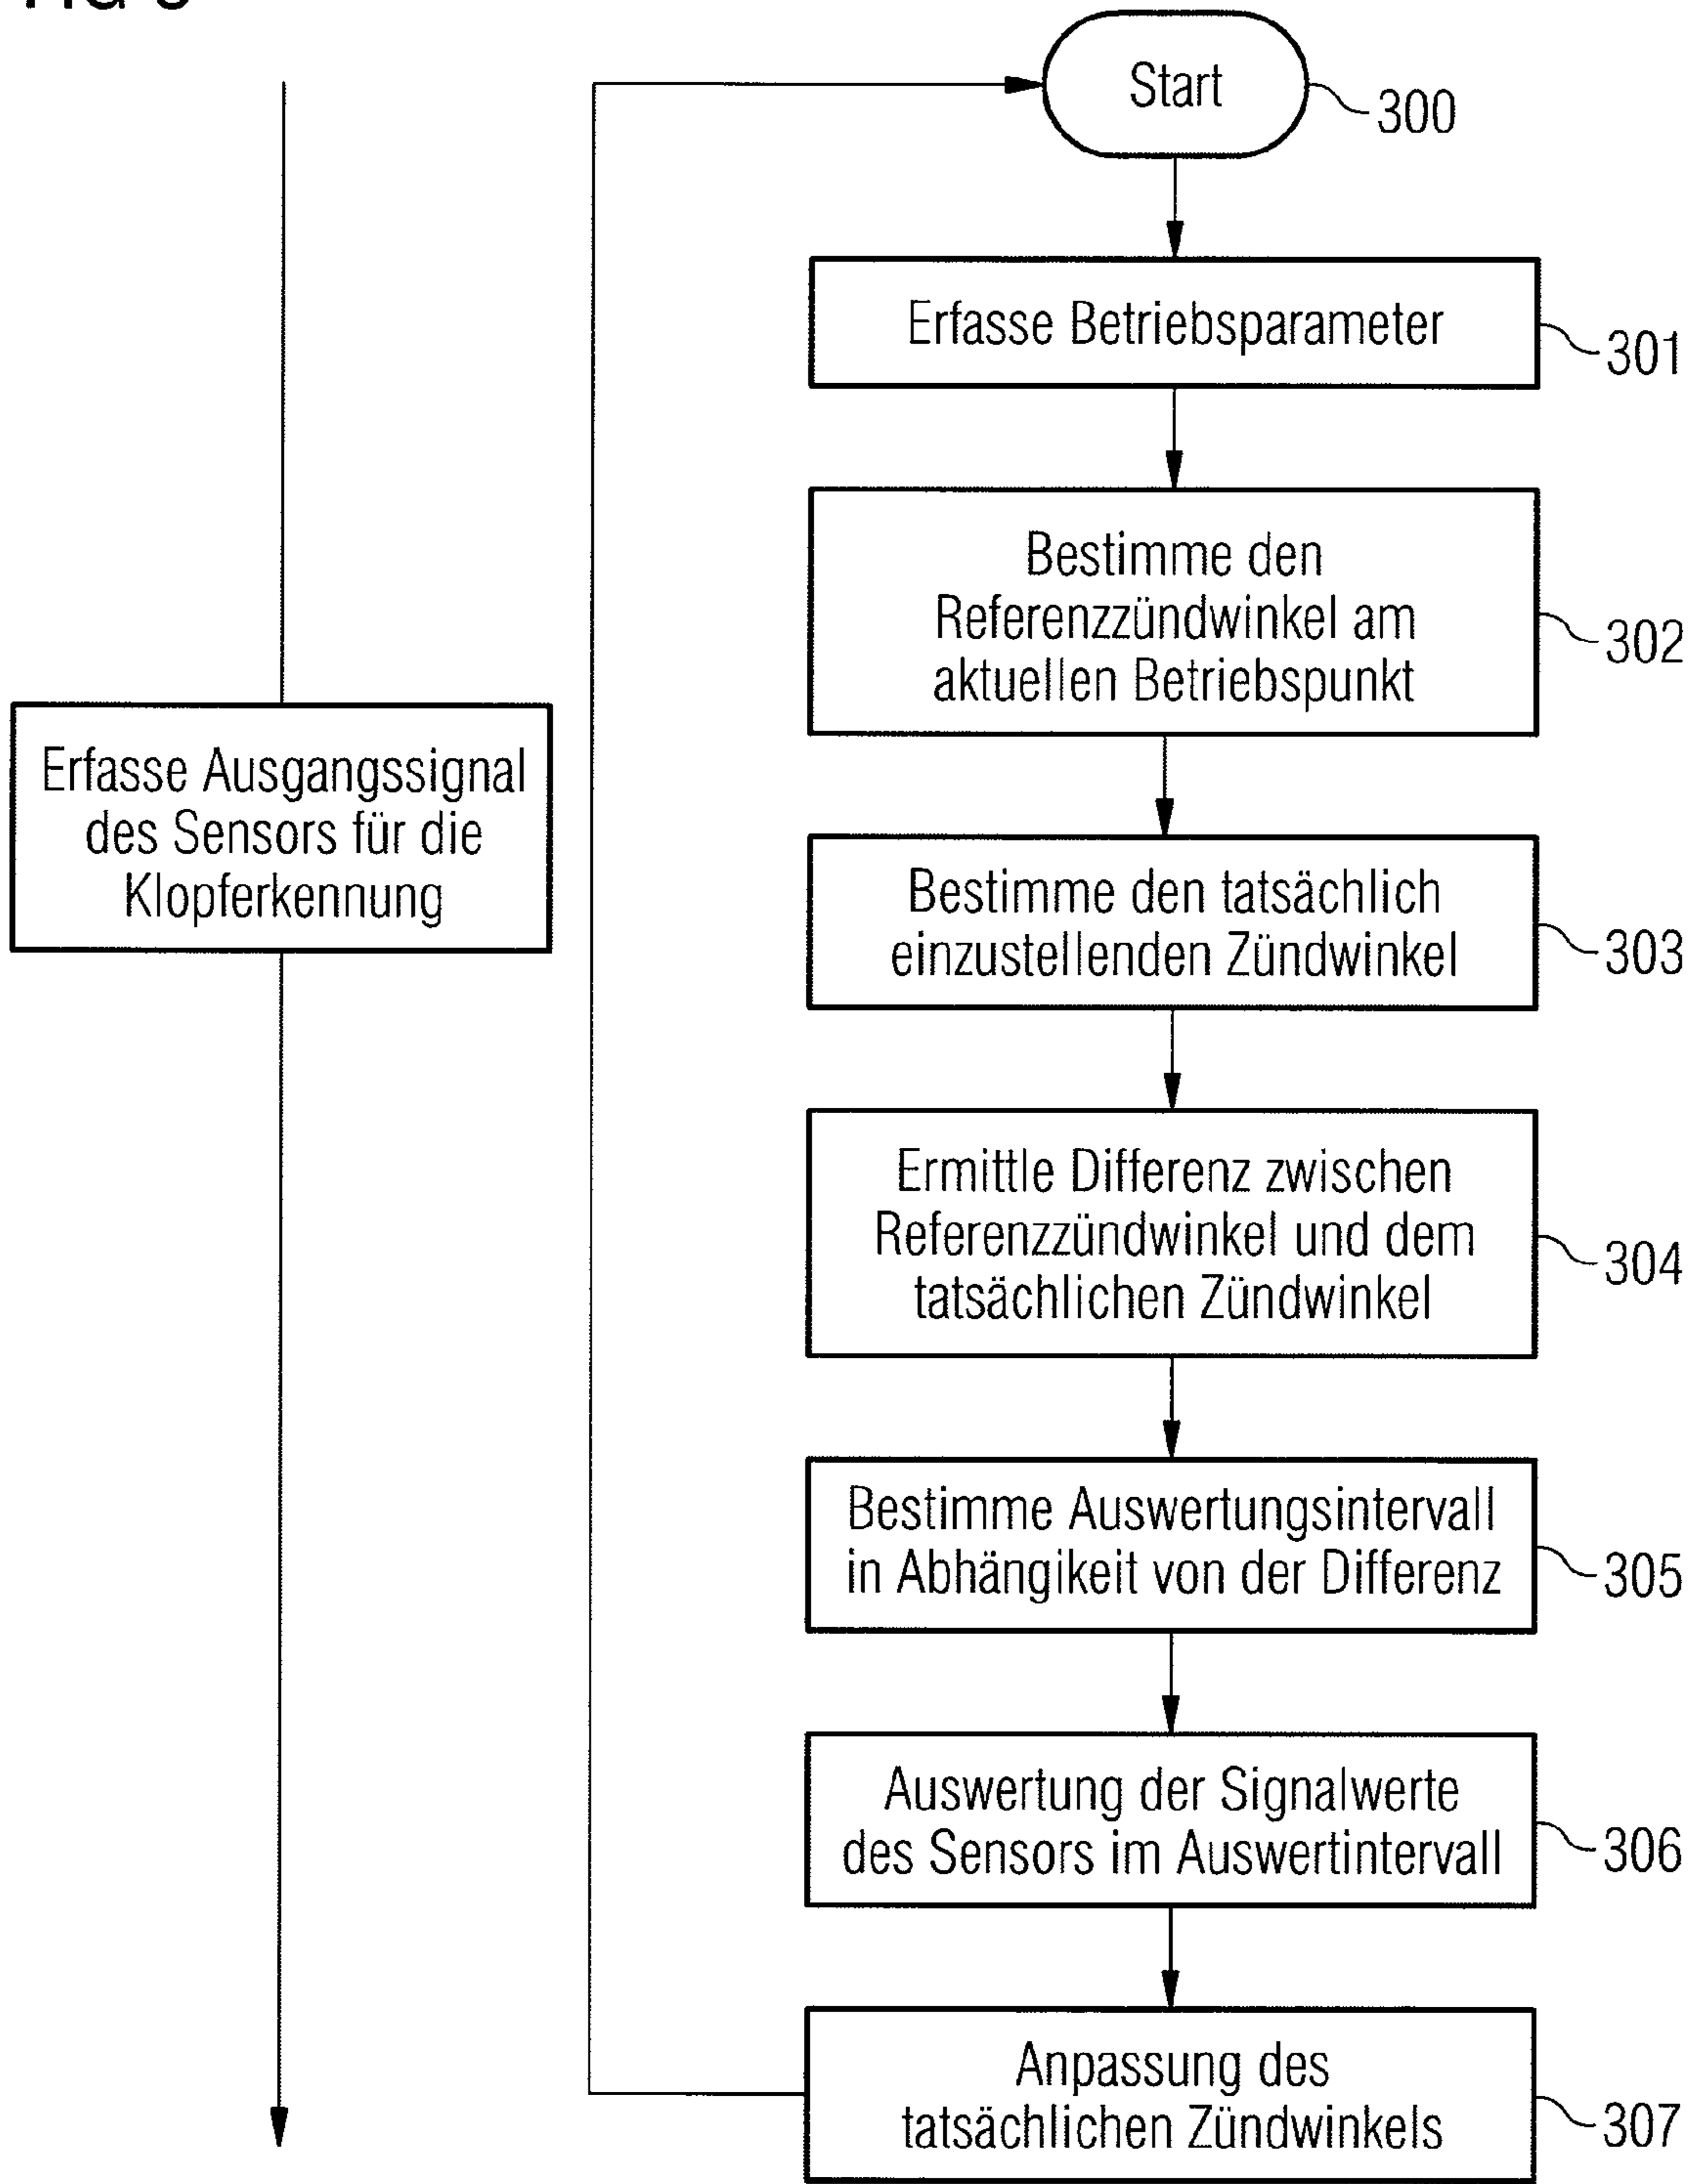 Start
300
Erfasse Betriebsparameter
301
Bestimme den
Referenzzündwinkel am
aktuellen Betriebspunkt
302
Erfasse Ausgangssignal
des Sensors für die
Klopferkennung
Bestimme den tatsächlich
einzustellenden Zündwinkel
303
Ermittle Differenz zwischen
Referenzzündwinkel und dem
tatsächlichen Zündwinkel
304
Bestimme Auswertungsintervall
in Abhängikeit von der Differenz
305
Auswertung der Signalwerte
des Sensors im Auswertintervall
306
Anpassung des
tatsächlichen Zündwinkels
307